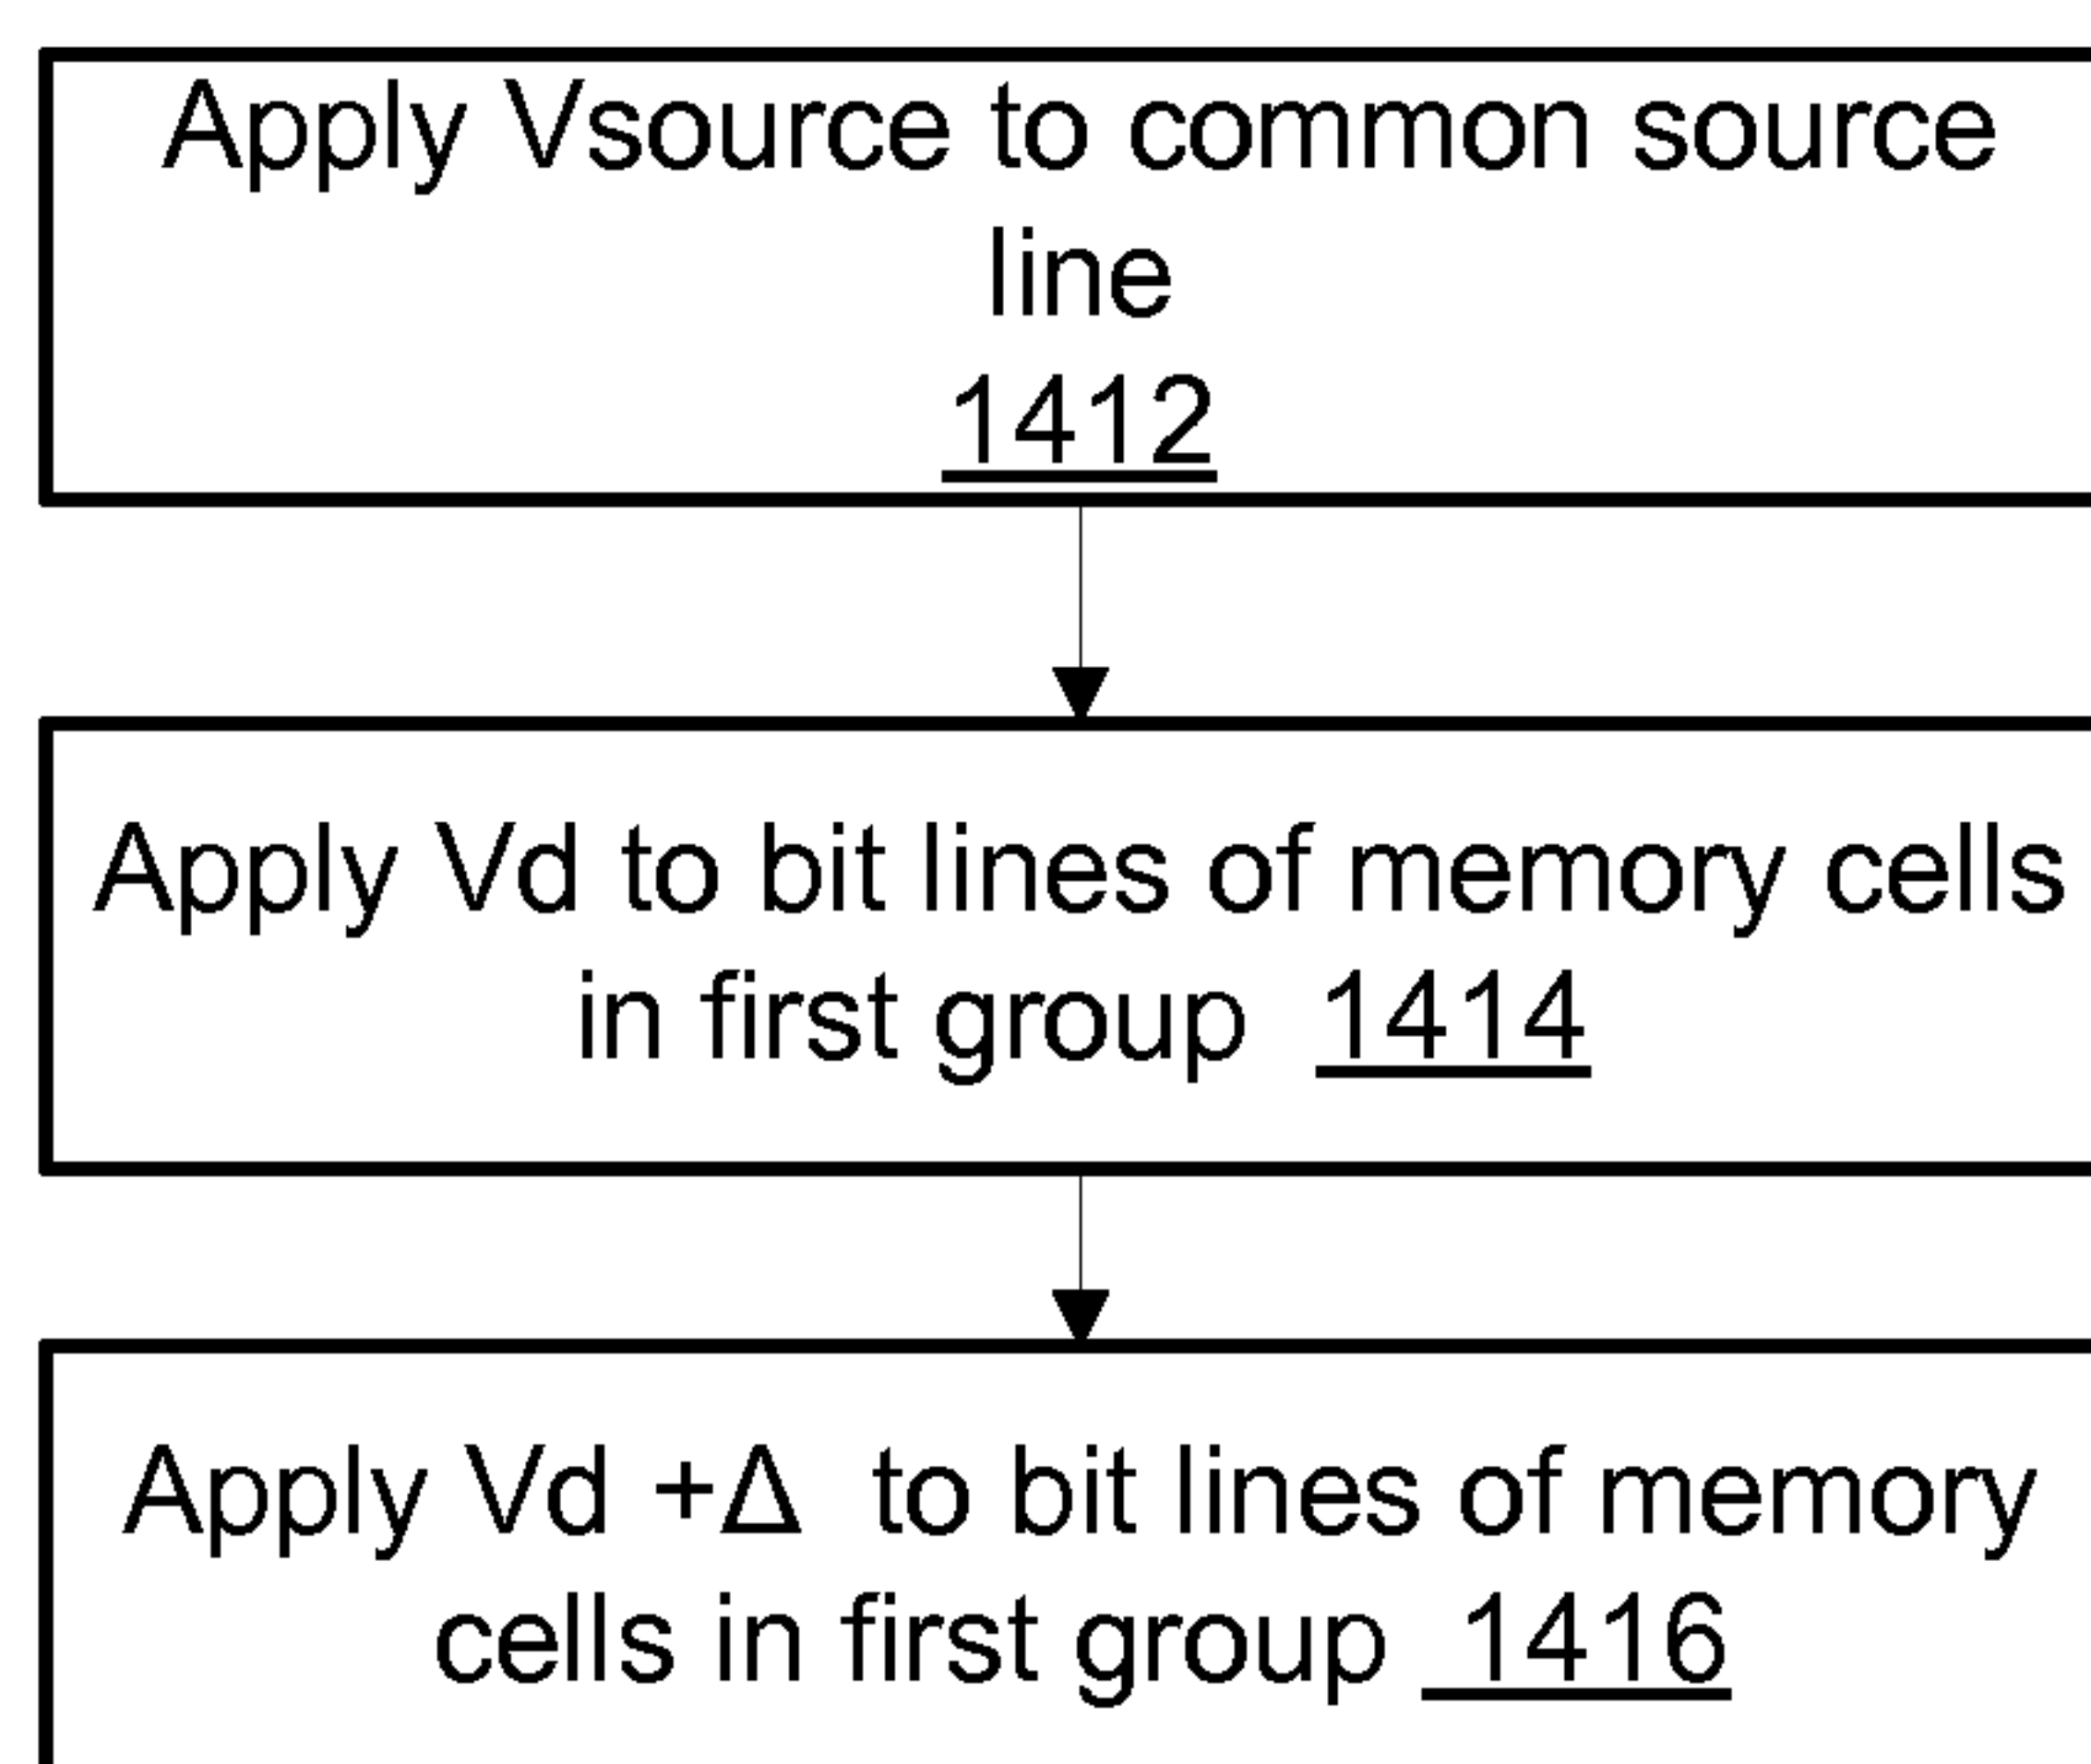 Apply Vsource to common source
line
1412
Apply Vd to bit lines of memory cells
in first group 1414
Apply Vd +Δ to bit lines of memory
cells in first group 1416